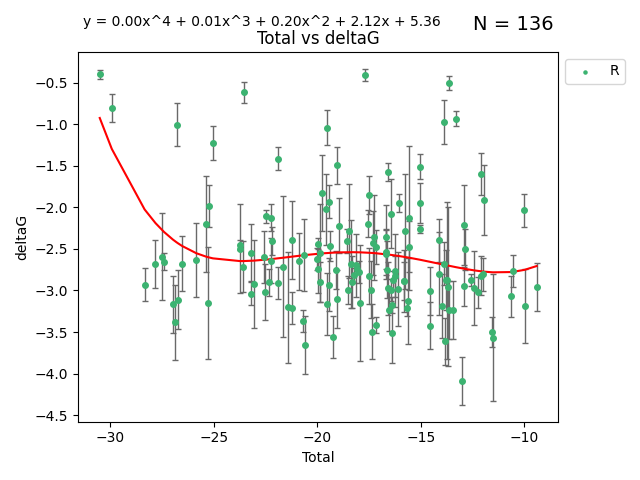 y = 0.00x^4 + 0.01x^3 + 0.20x^2 + 2.12x + 5.36
N = 136
Total vs deltaG
R
deltaG
−0.5
−1.0
−1.5
−2.0
−2.5
−3.0
−3.5
−4.0
−4.5
−30
−25
−20
−15
−10
Total